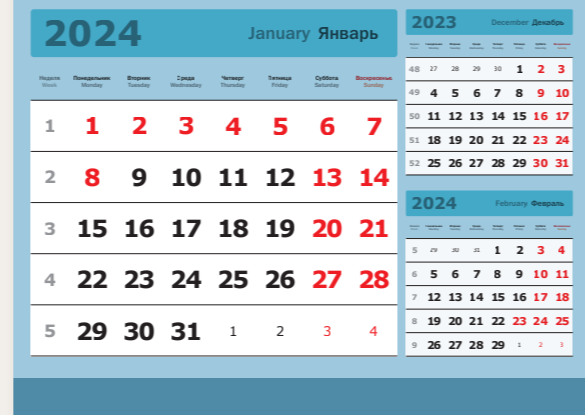 2024 January Январь
Неделя Понедельник Вторник Среда Четверг Пятница Суббота Воскресенье
Week Monday Tuesday Wednesday Thursday Friday Saturday Sunday
1 1 2 3 4 5 6 7
2 8 9 10 11 12 13 14
3 15 16 17 18 19 20 21
4 22 23 24 25 26 27 28
5 29 30 31 1 2 3 4
2023 December Декабрь
48 27 28 29 30 1 2 3
49 4 5 6 7 8 9 10
50 11 12 13 14 15 16 17
51 18 19 20 21 22 23 24
52 25 26 27 28 29 30 31
2024 February Февраль
5 29 30 31 1 2 3 4
6 5 6 7 8 9 10 11
7 12 13 14 15 16 17 18
8 19 20 21 22 23 24 25
9 26 27 28 29 1 2 3